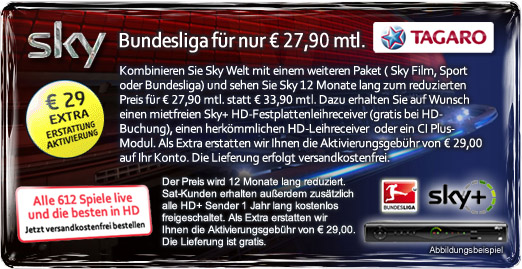 sky
Bundesliga für nur € 27,90 mtl.
TAGARO
Kombinieren Sie Sky Welt mit einem weiteren Paket ( Sky Film, Sport
oder Bundesliga) und sehen Sie Sky 12 Monate lang zum reduzierten
Preis für € 27,90 mtl. statt € 33,90 mtl. Dazu erhalten Sie auf Wunsch
einen mietfreien Sky+ HD-Festplattenleihreceiver (gratis bei HD-
Buchung), einen herkömmlichen HD-Leihreceiver oder ein CI Plus-
Modul. Als Extra erstatten wir Ihnen die Aktivierungsgebühr von € 29,00
auf Ihr Konto. Die Lieferung erfolgt versandkostenfrei.
€ 29
EXTRA
ERSTATTUNG
AKTIVIERUNG
Alle 612 Spiele live
und die besten in HD
Jetzt versandkostenfrei bestellen
Der Preis wird 12 Monate lang reduziert.
Sat-Kunden erhalten außerdem zusätzlich
alle HD+ Sender 1 Jahr lang kostenlos
freigeschaltet. Als Extra erstatten wir
Ihnen die Aktivierungsgebühr von € 29,00.
Die Lieferung ist gratis.
BUNDESLIGA
sky+
Abbildungsbeispiel